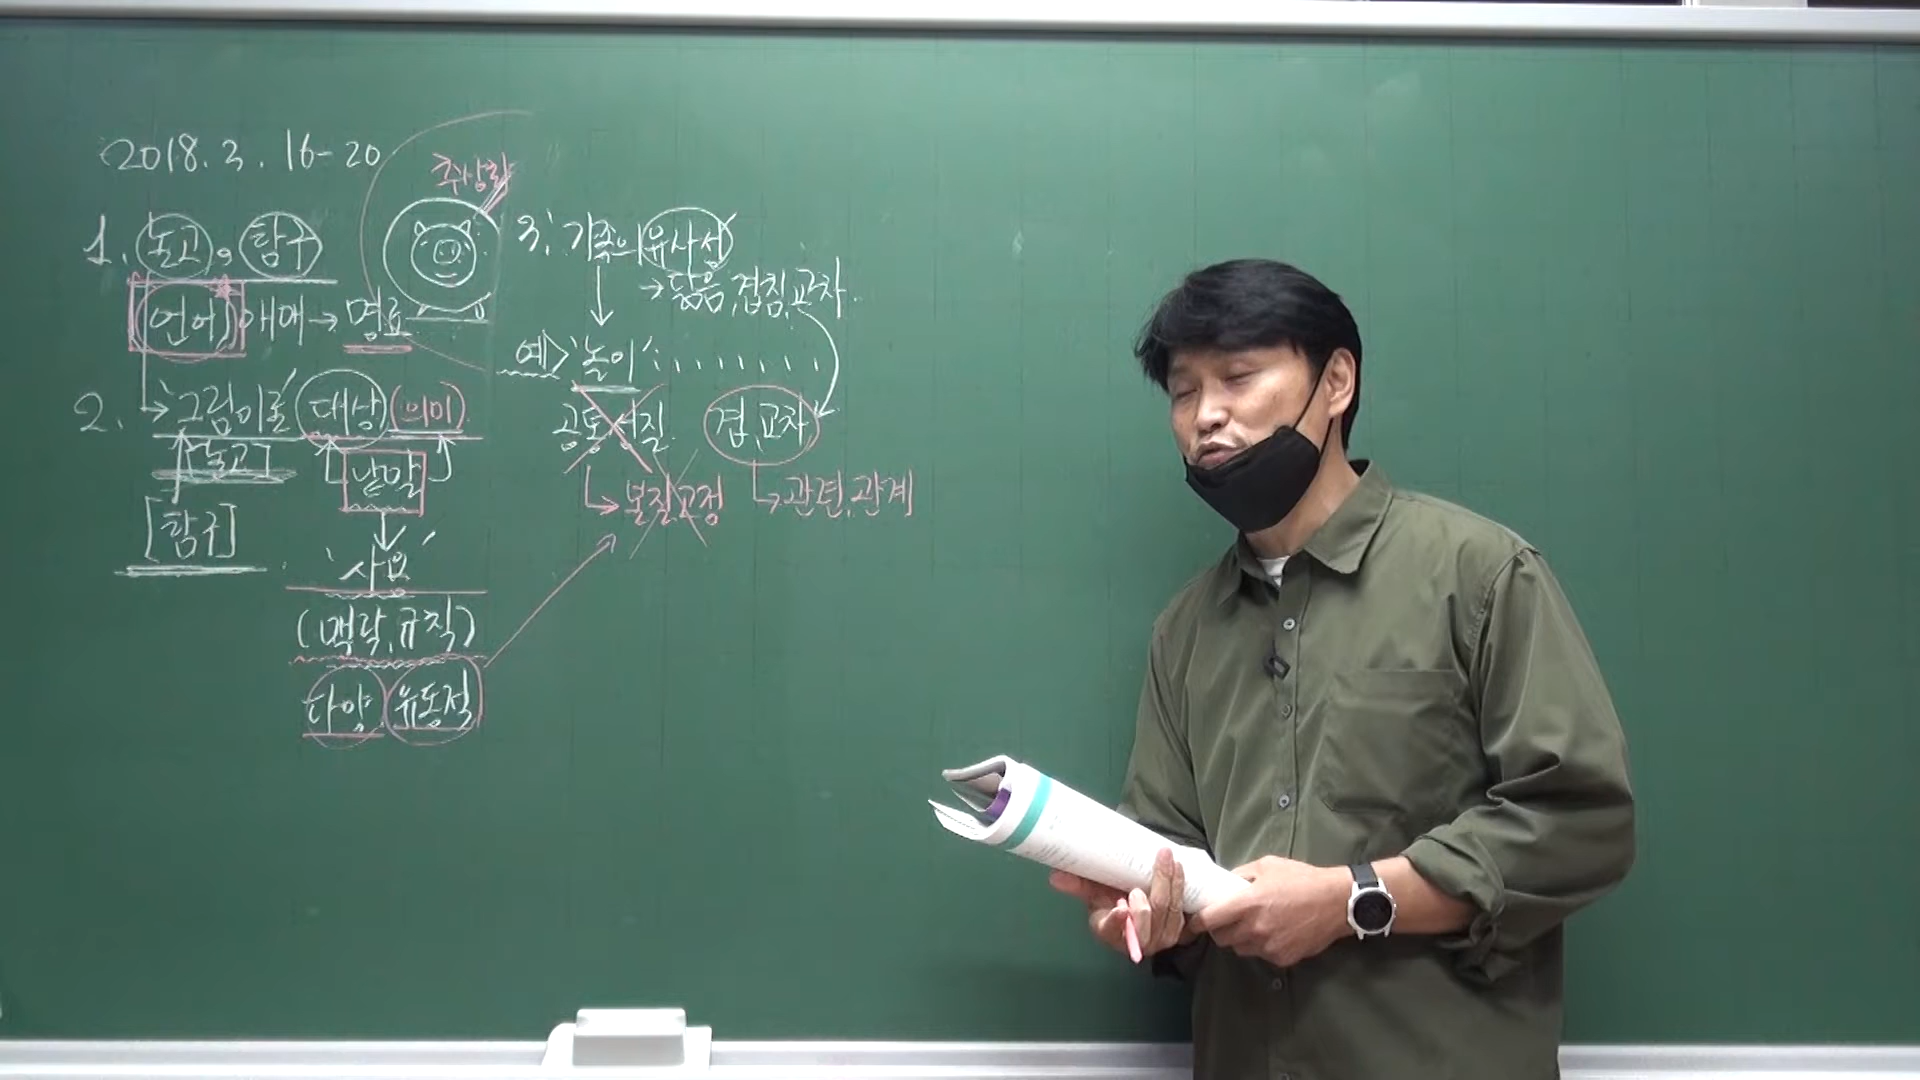 2018. 3. 16-20
추상화
1. 논고, 탐구
언어 애매 → 명료
2. → '그림이론' 대상 (의미)
[논고]
낱말
[탐구]
'사용'
(맥락, 규칙)
다양 유동적
3. 가족의 유사성
→ 닮음, 겹침, 교차.
예> '놀이' :
공통 성질. 겹, 교차
→ 본질 고정
→ 관련, 관계